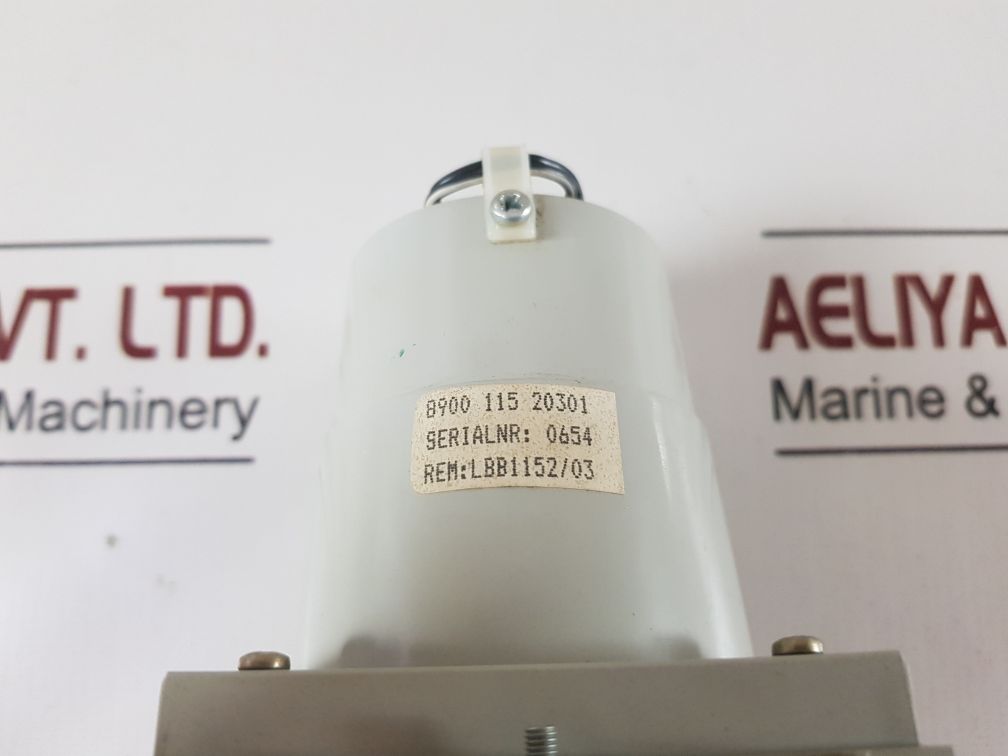 VT. LTD.
Machinery
AELIYA
Marine &
8900 115 20301
SERIALNR: 0654
REM:LBB1152/03